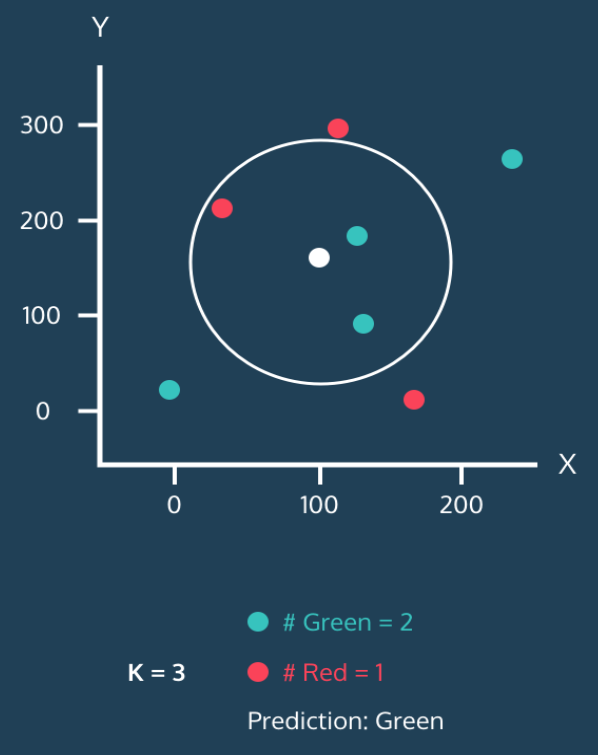 Y
300
200
100
0
X
0 100 200
# Green = 2
K = 3 # Red = 1
Prediction: Green